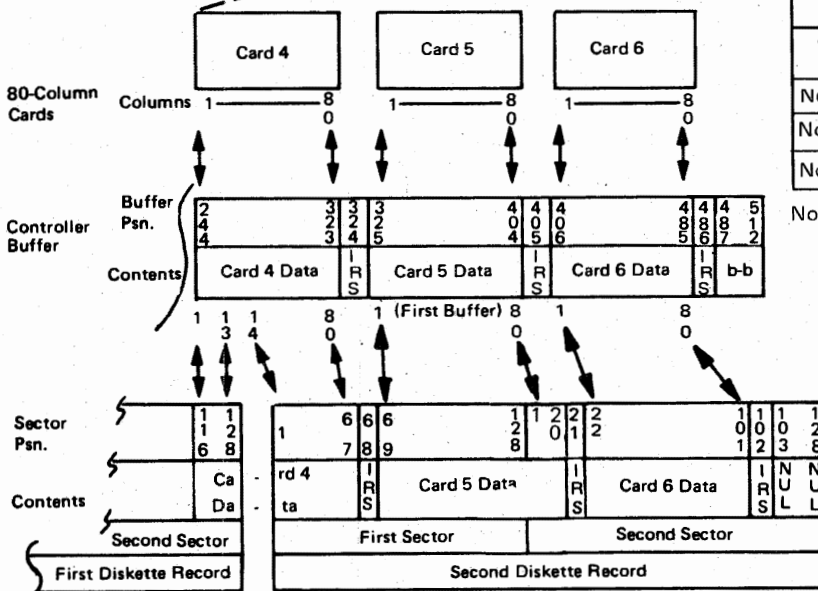 Card 4 Card 5 Card 6
80-Column Cards
Columns 1 80 1 80 1 80
Controller Buffer
Buffer Psn. 244 323 324 325 404 405 406 485 486 487 512
Contents Card 4 Data IRS Card 5 Data IRS Card 6 Data IRS b-b
1 13 14 80 1 (First Buffer) 80 1 80
Sector Psn. 116 128 1 67 68 69 128 1 20 21 22 101 102 103 128
Contents Ca - rd 4 IRS Card 5 Data IRS Card 6 Data IRS NUL NUL
Da - ta
Second Sector First Sector Second Sector
First Diskette Record Second Diskette Record
No
No
No
No